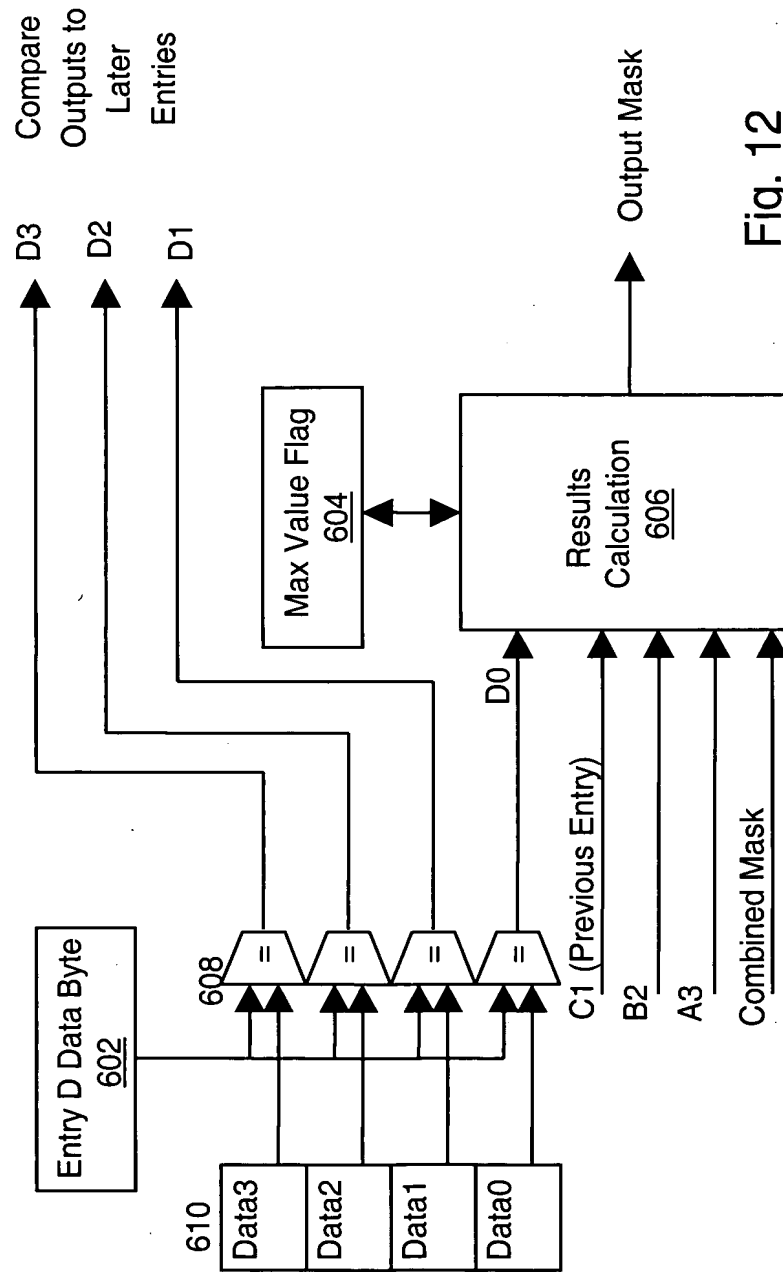 Entry D Data Byte
602
610
Data3
Data2
Data1
Data0
608
=
=
=
=
D3
D2
D1
Compare
Outputs to
Later
Entries
Max Value Flag
604
D0
C1 (Previous Entry)
B2
A3
Combined Mask
Results
Calculation
606
Output Mask
Fig. 12